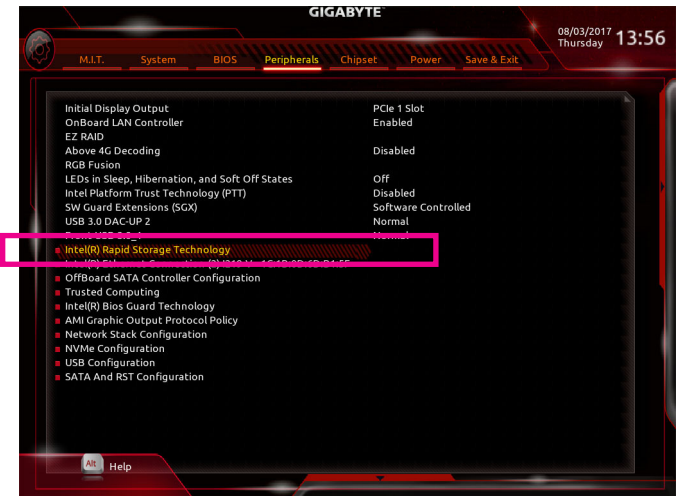 GIGABYTE
08/03/2017
Thursday
13:56
M.I.T. System BIOS Peripherals Chipset Power Save & Exit
Initial Display Output PCIe 1 Slot
OnBoard LAN Controller Enabled
EZ RAID
Above 4G Decoding Disabled
RGB Fusion
LEDs in Sleep, Hibernation, and Soft Off States Off
Intel Platform Trust Technology (PTT) Disabled
SW Guard Extensions (SGX) Software Controlled
USB 3.0 DAC-UP 2 Normal
Intel(R) Rapid Storage Technology
OffBoard SATA Controller Configuration
Trusted Computing
Intel(R) Bios Guard Technology
AMI Graphic Output Protocol Policy
Network Stack Configuration
NVMe Configuration
USB Configuration
SATA And RST Configuration
Alt Help